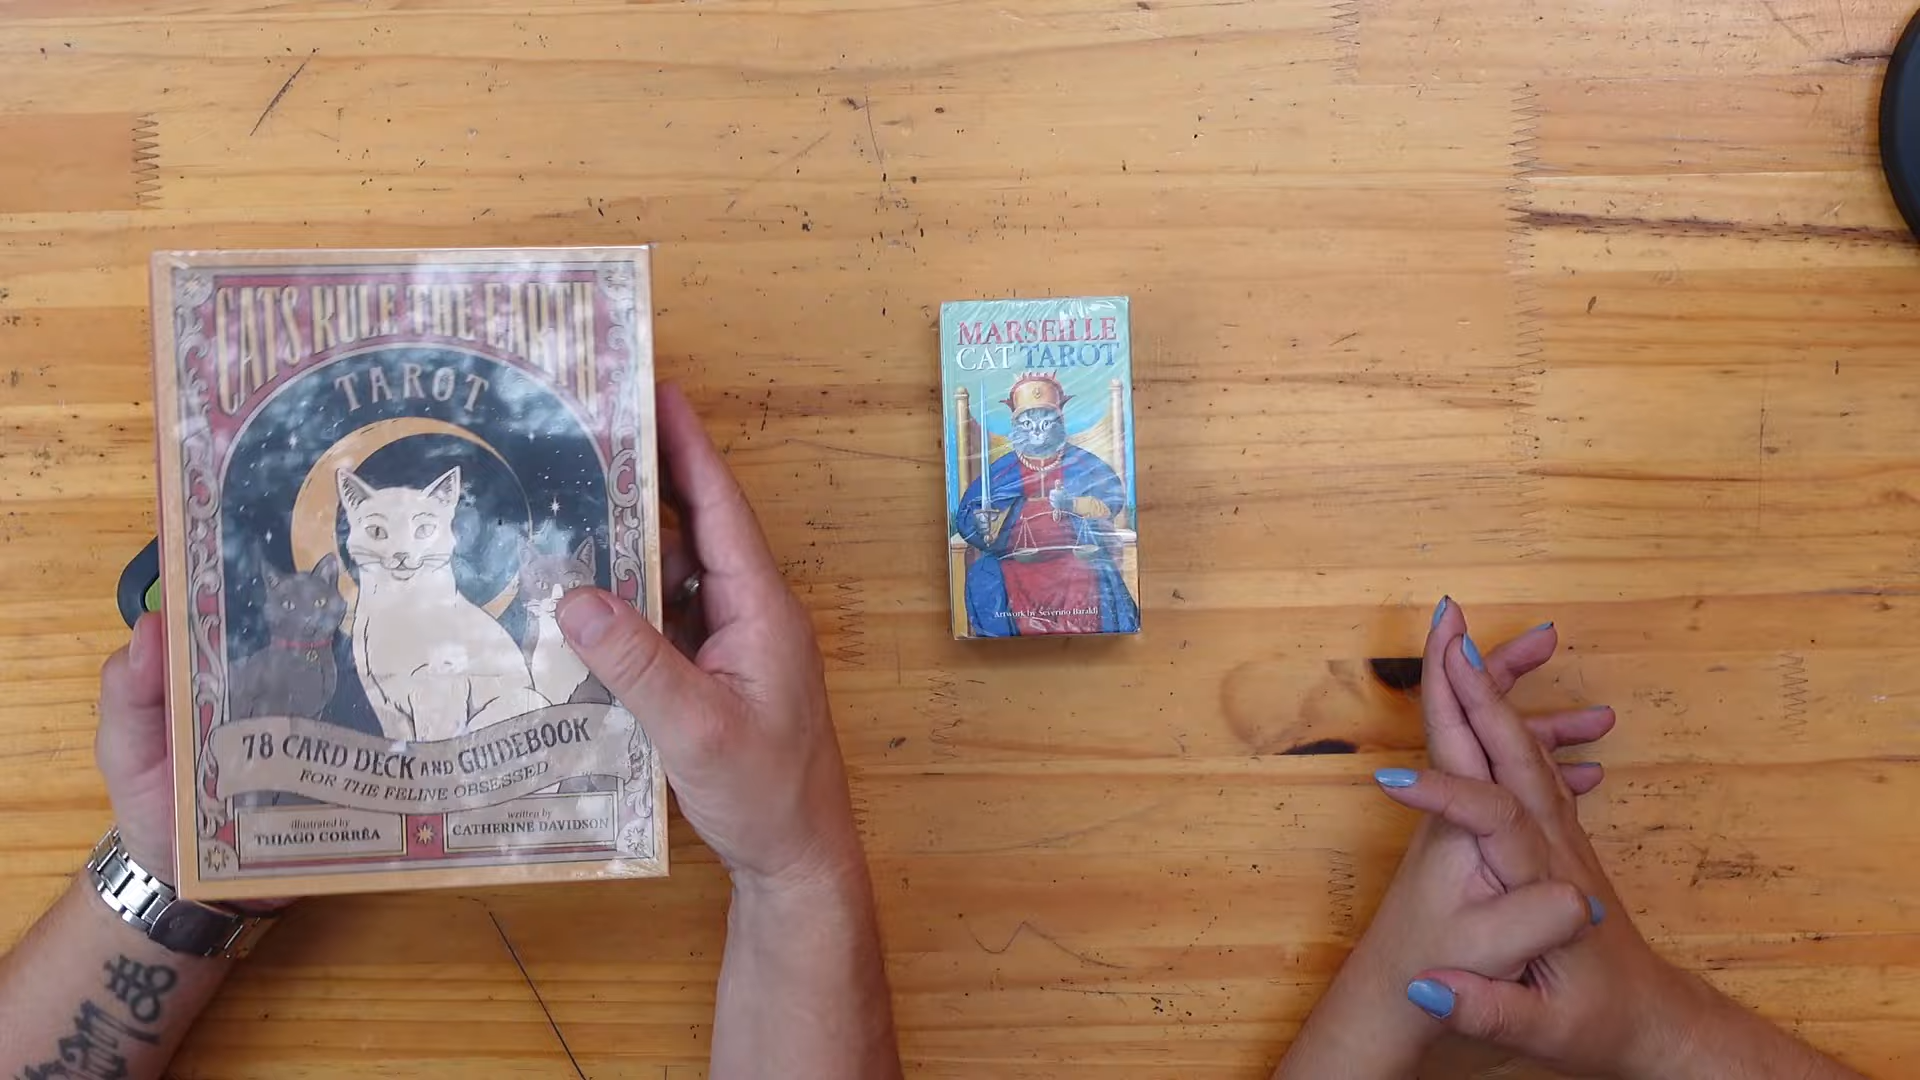 CATS RULE THE EARTH
TAROT
78 CARD DECK AND GUIDEBOOK
FOR THE FELINE OBSESSED
illustrated by
THIAGO CORRÊA
written by
CATHERINE DAVIDSON
MARSEILLE
CAT TAROT
Artwork by Severino Baraldi
#8